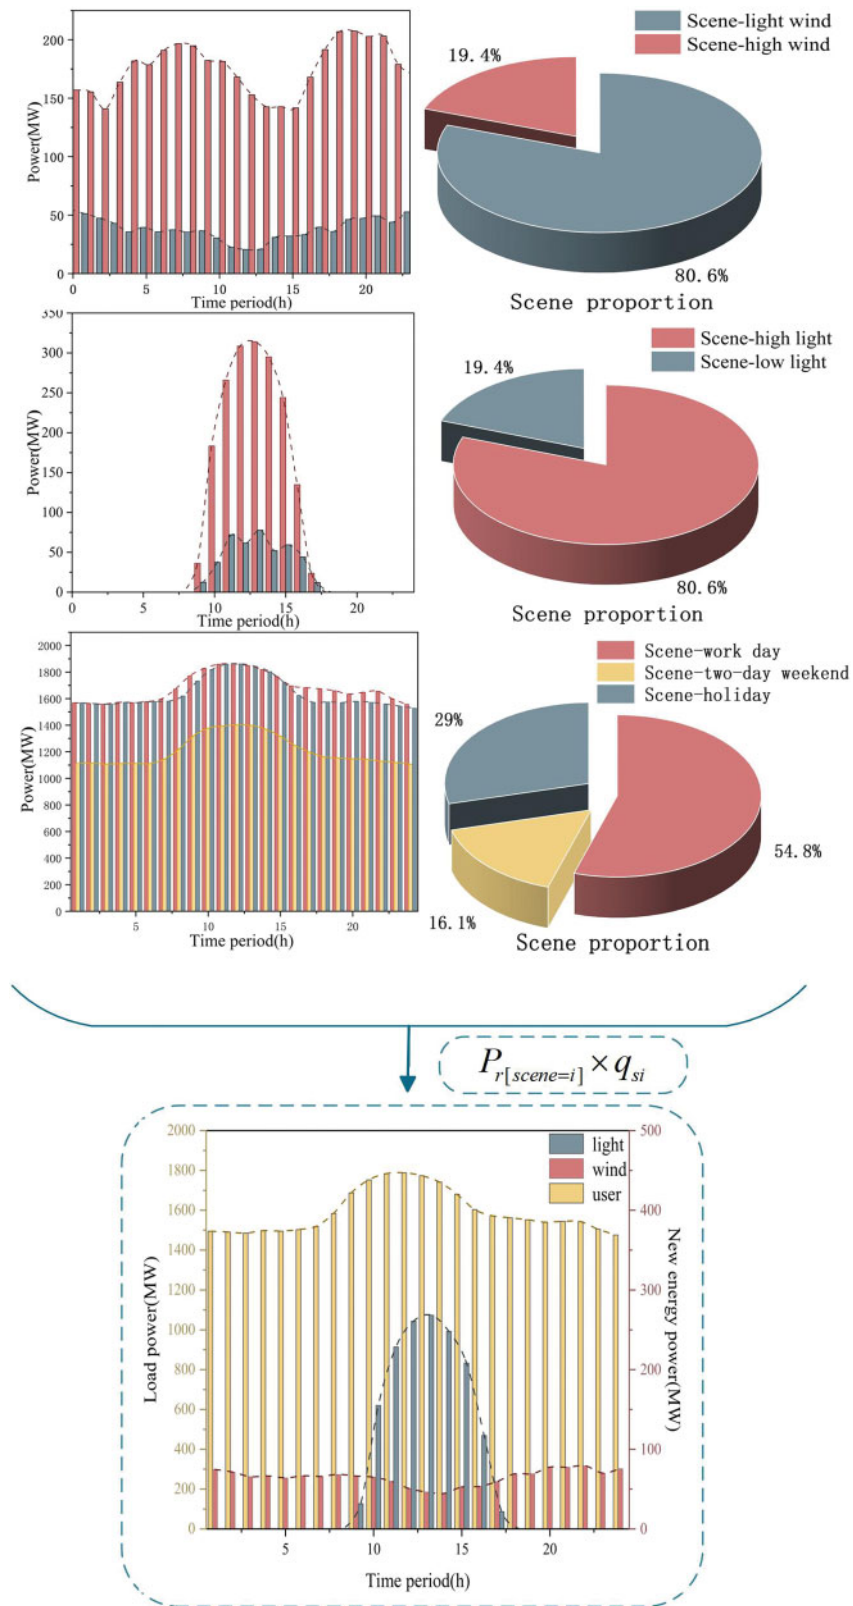 Scene-light wind
Scene-high wind
200
150
100
50
0
Power(MW)
0 5 10 15 20
Time period(h)
19.4%
80.6%
Scene proportion
350
300
250
200
150
100
50
0
Power(MW)
0 5 10 15 20
Time period(h)
Scene-high light
Scene-low light
19.4%
80.6%
Scene proportion
2000
1800
1600
1400
1200
1000
800
600
400
200
0
Power(MW)
5 10 15 20
Time period(h)
Scene-work day
Scene-two-day weekend
Scene-holiday
29%
54.8%
16.1%
Scene proportion
P_{r[scene=i]} × q_{si}
2000
1800
1600
1400
1200
1000
800
600
400
200
0
Load power(MW)
light
wind
user
500
400
300
200
100
0
New energy power(MW)
5 10 15 20
Time period(h)